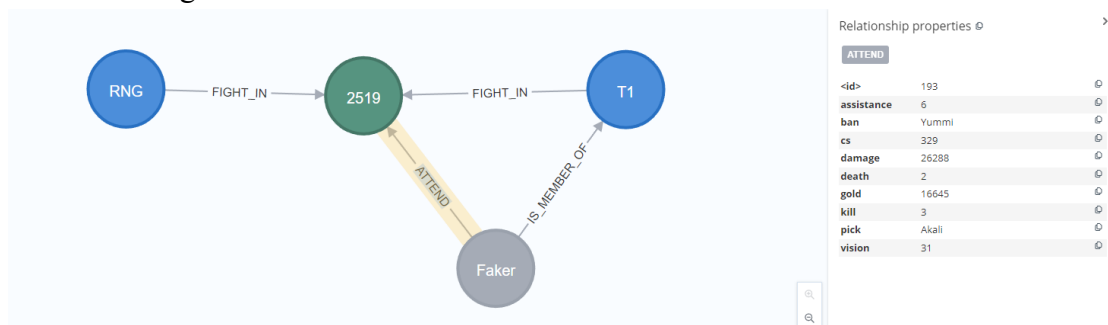 RNG
FIGHT_IN
2519
FIGHT_IN
T1
ATTEND
IS_MEMBER_OF
Faker
Relationship properties
ATTEND
<id> 193
assistance 6
ban Yummi
cs 329
damage 26288
death 2
gold 16645
kill 3
pick Akali
vision 31